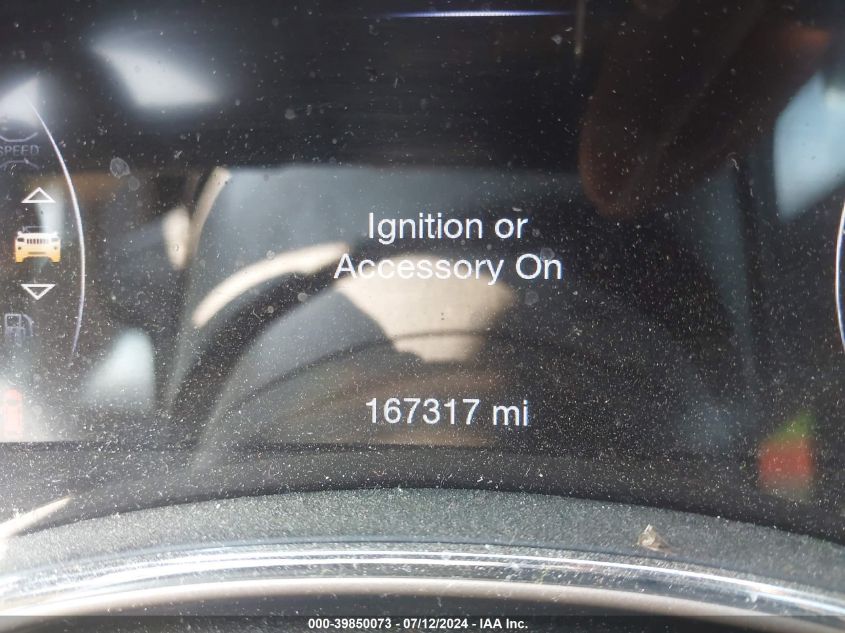 SPEED
Ignition or
Accessory On
167317 mi
000-39850073 - 07/12/2024 - IAA Inc.